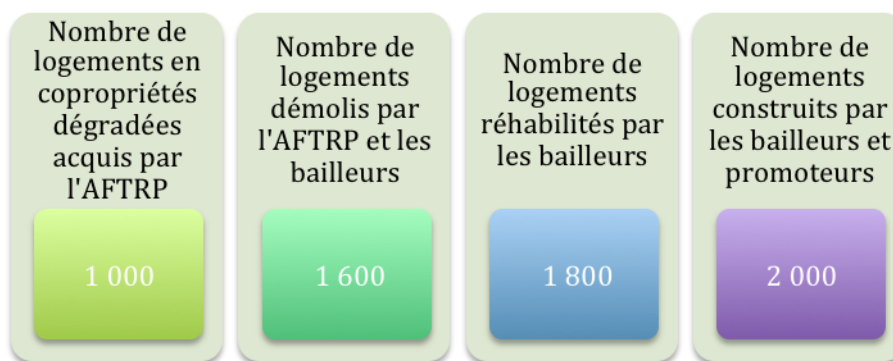 Nombre de
logements en
copropriétés
dégradées
acquis par
l'AFTRP
1 000
Nombre de
logements
démolis par
l'AFTRP et les
bailleurs
1 600
Nombre de
logements
réhabilités par
les bailleurs
1 800
Nombre de
logements
construits par
les bailleurs et
promoteurs
2 000